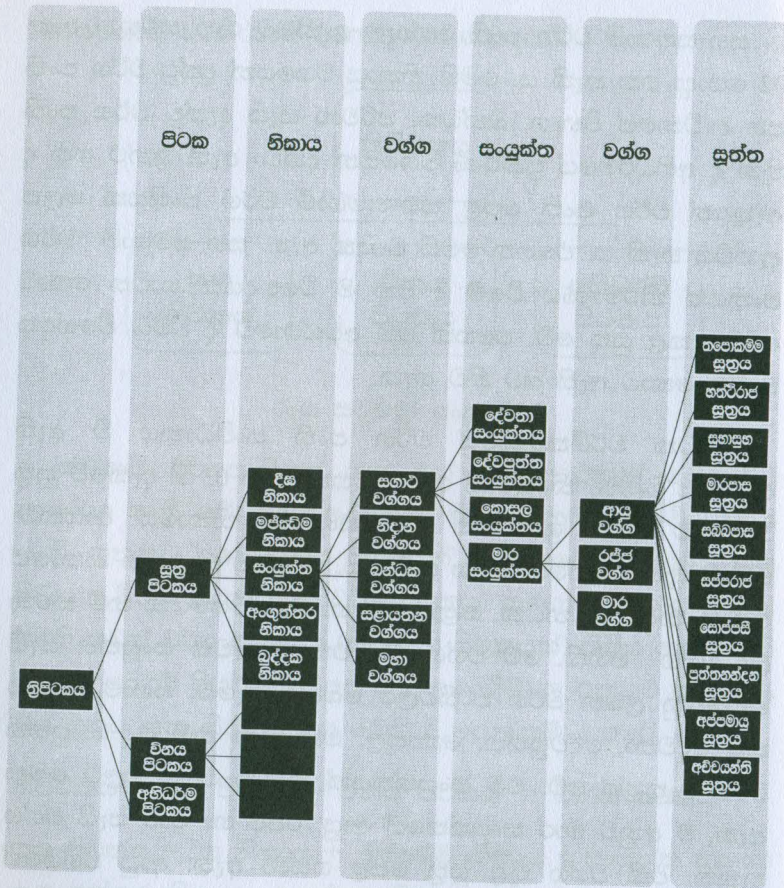 පිටක
නිකාය
වග්ග
සංයුක්ත
වග්ග
සූත්ත
ත්‍රිපිටකය
සූත්‍ර
පිටකය
විනය
පිටකය
අභිධර්ම
පිටකය
දීඝ
නිකාය
මජ්ඣිම
නිකාය
සංයුක්ත
නිකාය
අංගුත්තර
නිකාය
ඛුද්දක
නිකාය
සගාථ
වග්ගය
නිදාන
වග්ගය
ඛන්ධක
වග්ගය
සළායතන
වග්ගය
මහා
වග්ගය
දේවතා
සංයුක්තය
දේවපුත්ත
සංයුක්තය
කොසල
සංයුක්තය
මාර
සංයුක්තය
ආයු
වග්ග
රජ්ජ
වග්ග
මාර
වග්ග
තපොකම්ම
සූත්‍රය
හත්ථිරාජ
සූත්‍රය
සුභාසුභ
සූත්‍රය
මාරපාස
සූත්‍රය
සබ්බපාස
සූත්‍රය
සප්පරාජ
සූත්‍රය
සොප්පසී
සූත්‍රය
පුත්තනන්දන
සූත්‍රය
අප්පමායු
සූත්‍රය
අච්චයන්ති
සූත්‍රය